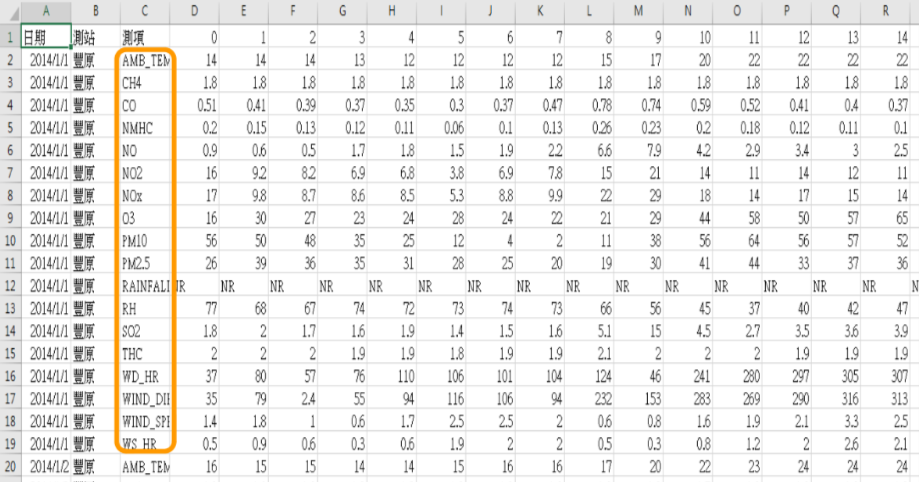 A B C D E F G H I J K L M N O P Q R
1 日期 測站 測項 0 1 2 3 4 5 6 7 8 9 10 11 12 13 14
2 2014/1/1 豐原 AMB_TEM 14 14 14 13 12 12 12 12 15 17 20 22 22 22 22
3 2014/1/1 豐原 CH4 1.8 1.8 1.8 1.8 1.8 1.8 1.8 1.8 1.8 1.8 1.8 1.8 1.8 1.8 1.8
4 2014/1/1 豐原 CO 0.51 0.41 0.39 0.37 0.35 0.3 0.37 0.47 0.78 0.74 0.59 0.52 0.41 0.4 0.37
5 2014/1/1 豐原 NMHC 0.2 0.15 0.13 0.12 0.11 0.06 0.1 0.13 0.26 0.23 0.2 0.18 0.12 0.11 0.1
6 2014/1/1 豐原 NO 0.9 0.6 0.5 1.7 1.8 1.5 1.9 2.2 6.6 7.9 4.2 2.9 3.4 3 2.5
7 2014/1/1 豐原 NO2 16 9.2 8.2 6.9 6.8 3.8 6.9 7.8 15 21 14 11 14 12 11
8 2014/1/1 豐原 NOx 17 9.8 8.7 8.6 8.5 5.3 8.8 9.9 22 29 18 14 17 15 14
9 2014/1/1 豐原 O3 16 30 27 23 24 28 24 22 21 29 44 58 50 57 65
10 2014/1/1 豐原 PM10 56 50 48 35 25 12 4 2 11 38 56 64 56 57 52
11 2014/1/1 豐原 PM2.5 26 39 36 35 31 28 25 20 19 30 41 44 33 37 36
12 2014/1/1 豐原 RAINFALL NR NR NR NR NR NR NR NR NR NR NR NR NR NR NR N
13 2014/1/1 豐原 RH 77 68 67 74 72 73 74 73 66 56 45 37 40 42 47
14 2014/1/1 豐原 SO2 1.8 2 1.7 1.6 1.9 1.4 1.5 1.6 5.1 15 4.5 2.7 3.5 3.6 3.9
15 2014/1/1 豐原 THC 2 2 2 1.9 1.9 1.8 1.9 1.9 2.1 2 2 2 1.9 1.9 1.9
16 2014/1/1 豐原 WD_HR 37 80 57 76 110 106 101 104 124 46 241 280 297 305 307
17 2014/1/1 豐原 WIND_DII 35 79 2.4 55 94 116 106 94 232 153 283 269 290 316 313
18 2014/1/1 豐原 WIND_SPI 1.4 1.8 1 0.6 1.7 2.5 2.5 2 0.6 0.8 1.6 1.9 2.1 3.3 2.5
19 2014/1/1 豐原 WS_HR 0.5 0.9 0.6 0.3 0.6 1.9 2 2 0.5 0.3 0.8 1.2 2 2.6 2.1
20 2014/1/2 豐原 AMB_TEM 16 15 15 14 14 15 16 16 17 20 22 23 24 24 24